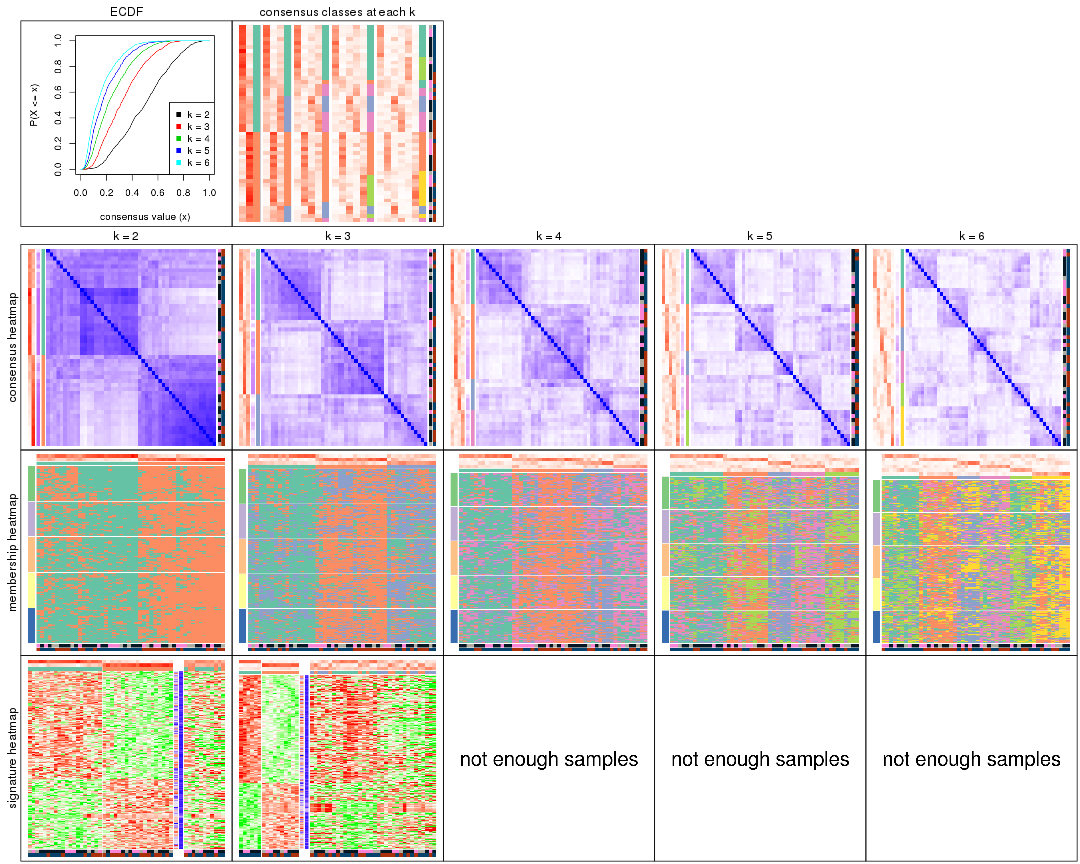 ECDF
consensus classes at each k
P(X <= x)
0.0 0.2 0.4 0.6 0.8 1.0
k = 2
k = 3
k = 4
k = 5
k = 6
0.0 0.2 0.4 0.6 0.8 1.0
consensus value (x)
k = 2
k = 3
k = 4
k = 5
k = 6
consensus heatmap
membership heatmap
signature heatmap
not enough samples
not enough samples
not enough samples